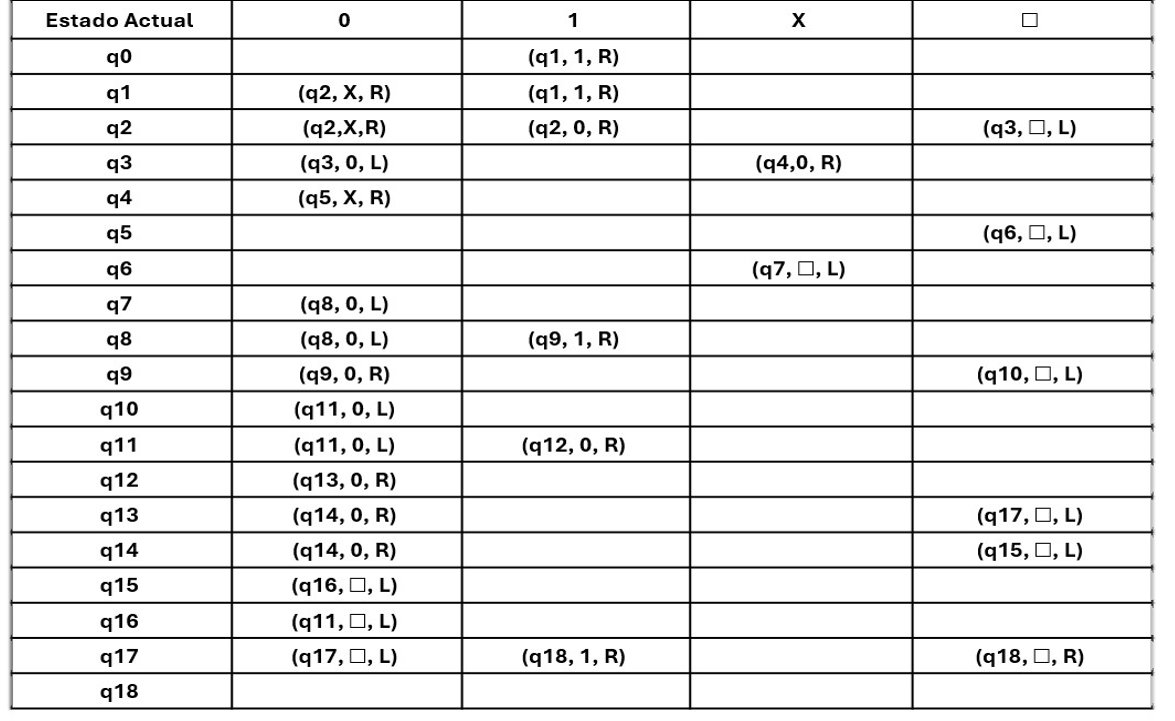 Estado Actual 0 1 X □
q0 (q1, 1, R)
q1 (q2, X, R) (q1, 1, R)
q2 (q2,X,R) (q2, 0, R) (q3, □, L)
q3 (q3, 0, L) (q4,0, R)
q4 (q5, X, R)
q5 (q6, □, L)
q6 (q7, □, L)
q7 (q8, 0, L)
q8 (q8, 0, L) (q9, 1, R)
q9 (q9, 0, R) (q10, □, L)
q10 (q11, 0, L)
q11 (q11, 0, L) (q12, 0, R)
q12 (q13, 0, R)
q13 (q14, 0, R) (q17, □, L)
q14 (q14, 0, R) (q15, □, L)
q15 (q16, □, L)
q16 (q11, □, L)
q17 (q17, □, L) (q18, 1, R) (q18, □, R)
q18